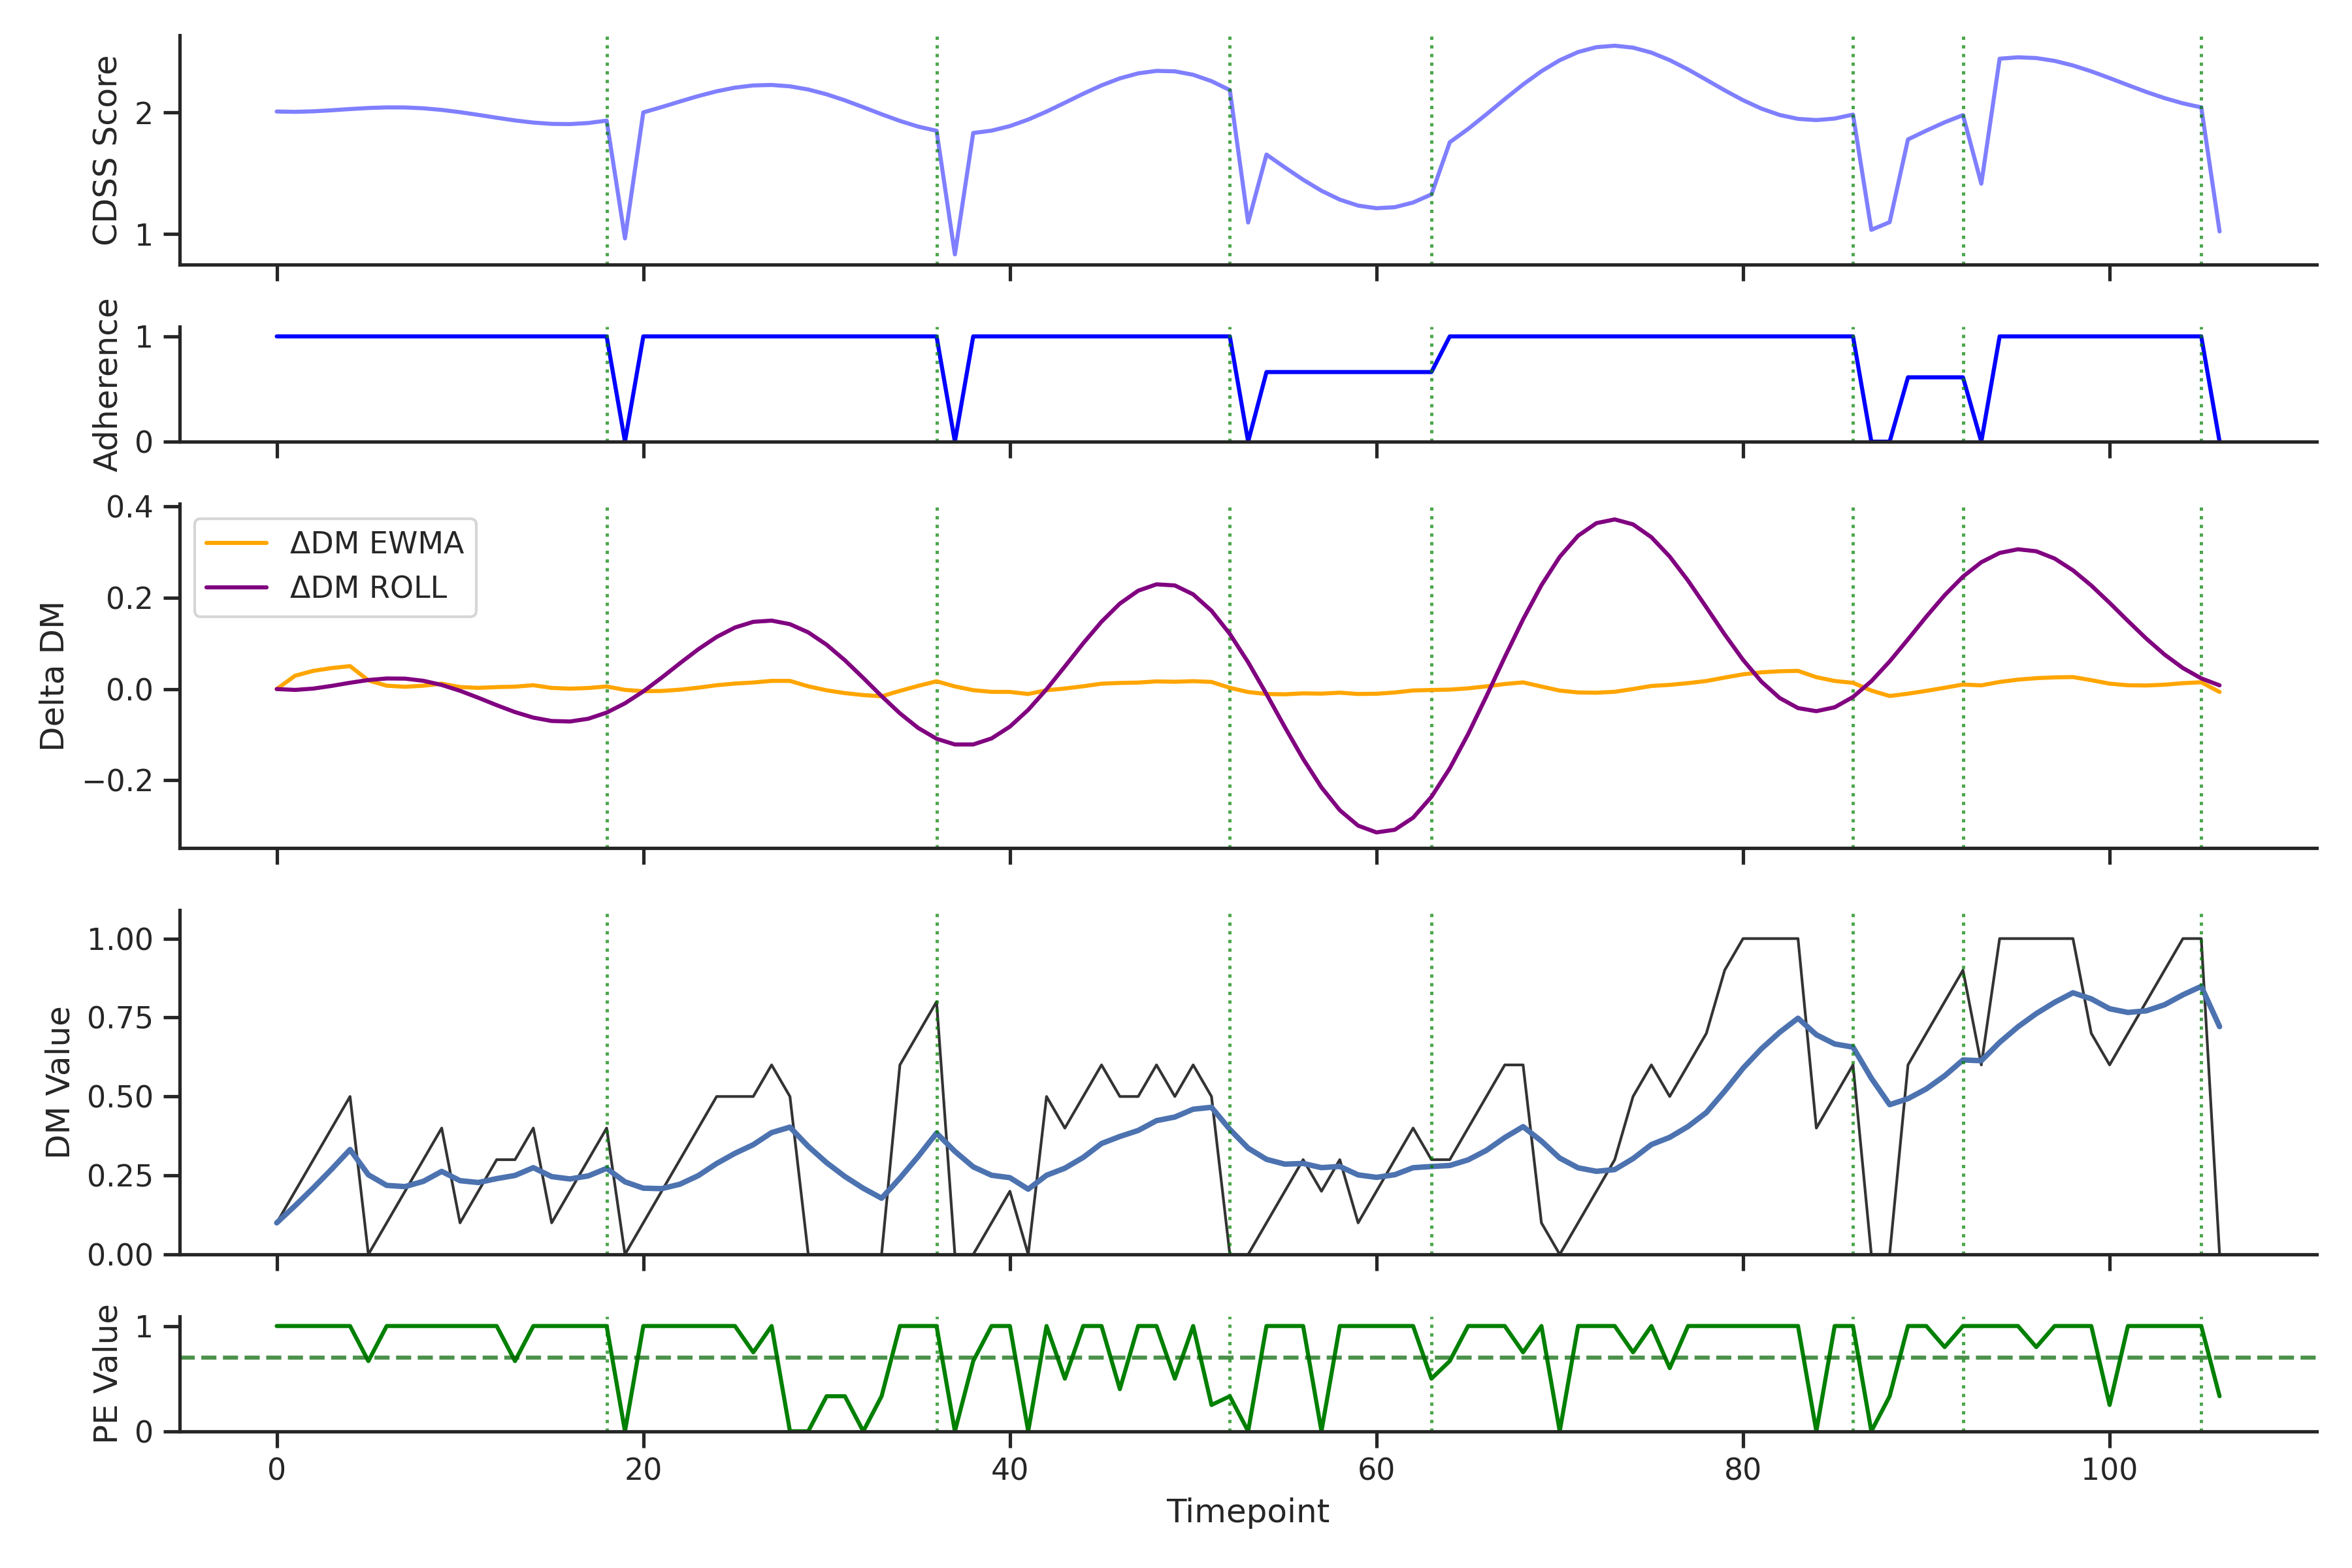 CDSS Score
2
1
Adherence
1
0
Delta DM
0.4
0.2
0.0
−0.2
ΔDM EWMA
ΔDM ROLL
DM Value
1.00
0.75
0.50
0.25
0.00
PE Value
1
0
0 20 40 60 80 100
Timepoint